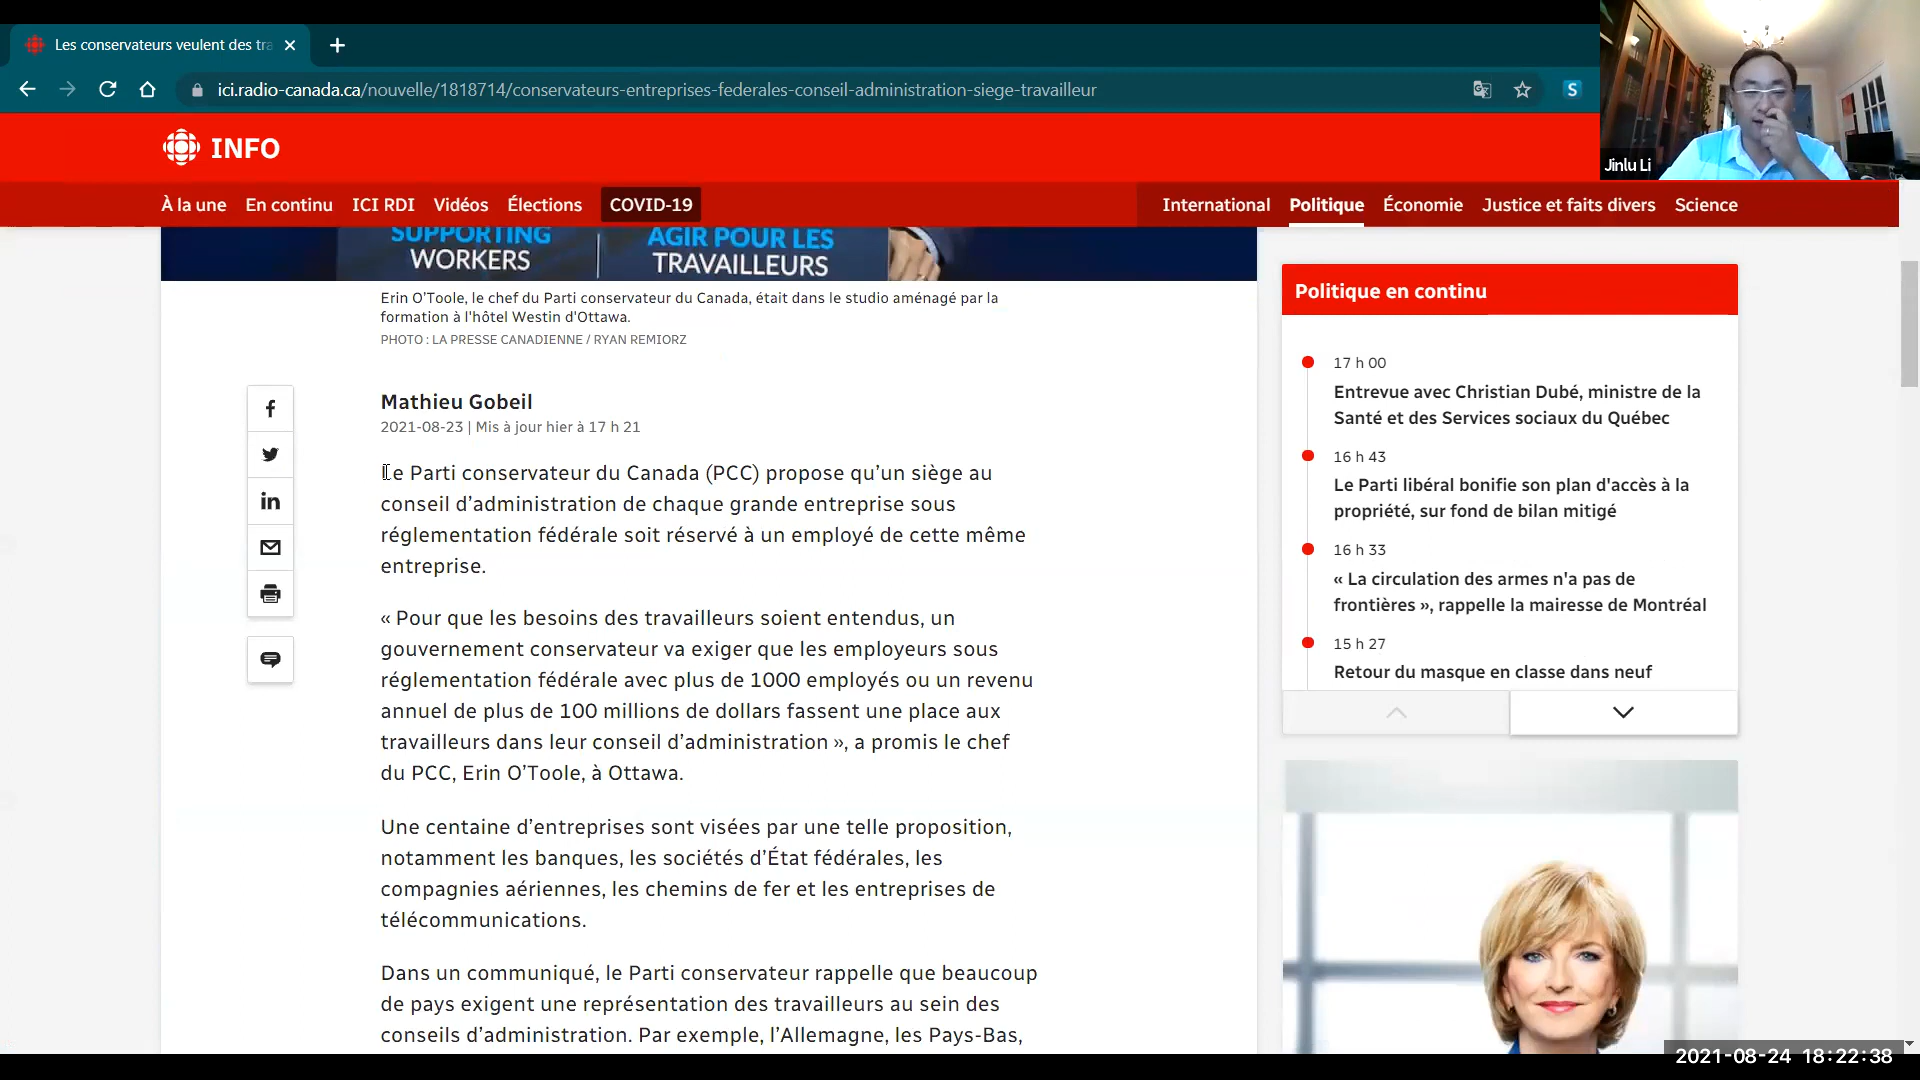 Les conservateurs veulent des tra
ici.radio-canada.ca/nouvelle/1818714/conservateurs-entreprises-federales-conseil-administration-siege-travailleur
S
Jinlu Li
INFO
À la une En continu ICI RDI Vidéos Élections COVID-19 International Politique Économie Justice et faits divers Science
SUPPORTING
WORKERS
AGIR POUR LES
TRAVAILLEURS
Erin O’Toole, le chef du Parti conservateur du Canada, était dans le studio aménagé par la
formation à l'hôtel Westin d'Ottawa.
PHOTO : LA PRESSE CANADIENNE / RYAN REMIORZ
Mathieu Gobeil
2021-08-23 | Mis à jour hier à 17 h 21
Le Parti conservateur du Canada (PCC) propose qu’un siège au
conseil d’administration de chaque grande entreprise sous
réglementation fédérale soit réservé à un employé de cette même
entreprise.
« Pour que les besoins des travailleurs soient entendus, un
gouvernement conservateur va exiger que les employeurs sous
réglementation fédérale avec plus de 1000 employés ou un revenu
annuel de plus de 100 millions de dollars fassent une place aux
travailleurs dans leur conseil d’administration », a promis le chef
du PCC, Erin O’Toole, à Ottawa.
Une centaine d’entreprises sont visées par une telle proposition,
notamment les banques, les sociétés d’État fédérales, les
compagnies aériennes, les chemins de fer et les entreprises de
télécommunications.
Dans un communiqué, le Parti conservateur rappelle que beaucoup
de pays exigent une représentation des travailleurs au sein des
conseils d’administration. Par exemple, l’Allemagne, les Pays-Bas,
Politique en continu
17 h 00
Entrevue avec Christian Dubé, ministre de la
Santé et des Services sociaux du Québec
16 h 43
Le Parti libéral bonifie son plan d'accès à la
propriété, sur fond de bilan mitigé
16 h 33
« La circulation des armes n'a pas de
frontières », rappelle la mairesse de Montréal
15 h 27
Retour du masque en classe dans neuf
2021-08-24 18:22:38